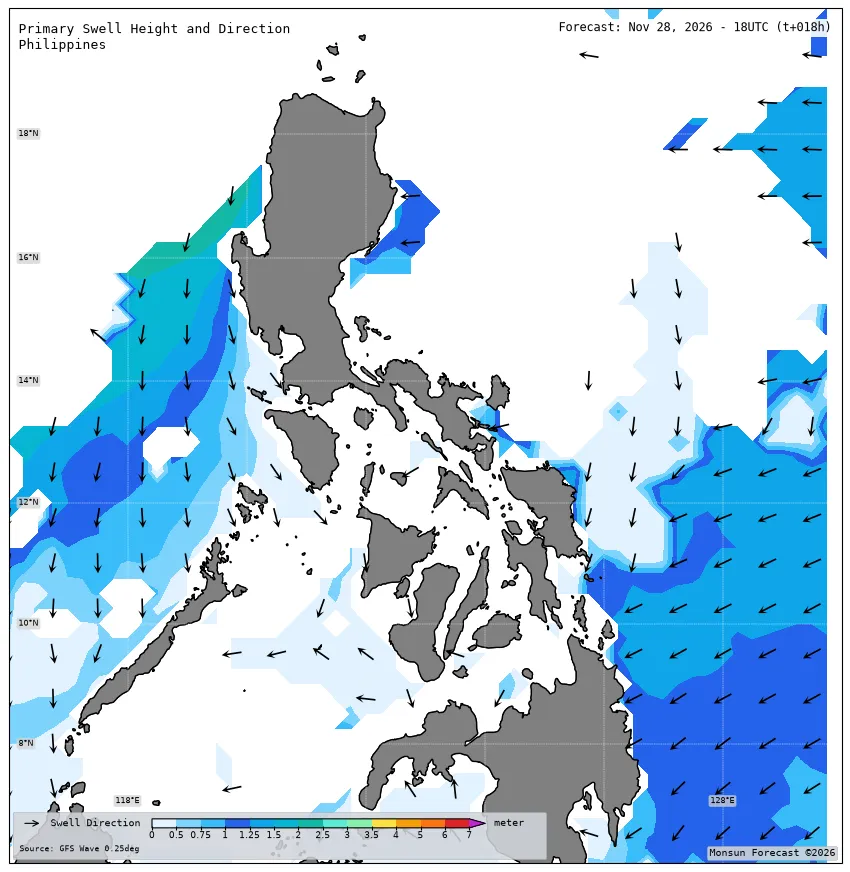 Primary Swell Height and Direction
Philippines
Forecast: Nov 28, 2026 - 18UTC (t+018h)
18°N
16°N
14°N
12°N
10°N
8°N
118°E
128°E
Swell Direction
meter
0 0.5 0.75 1 1.25 1.5 2 2.5 3 3.5 4 5 6 7
Source: GFS Wave 0.25deg
Monsun Forecast ©2026